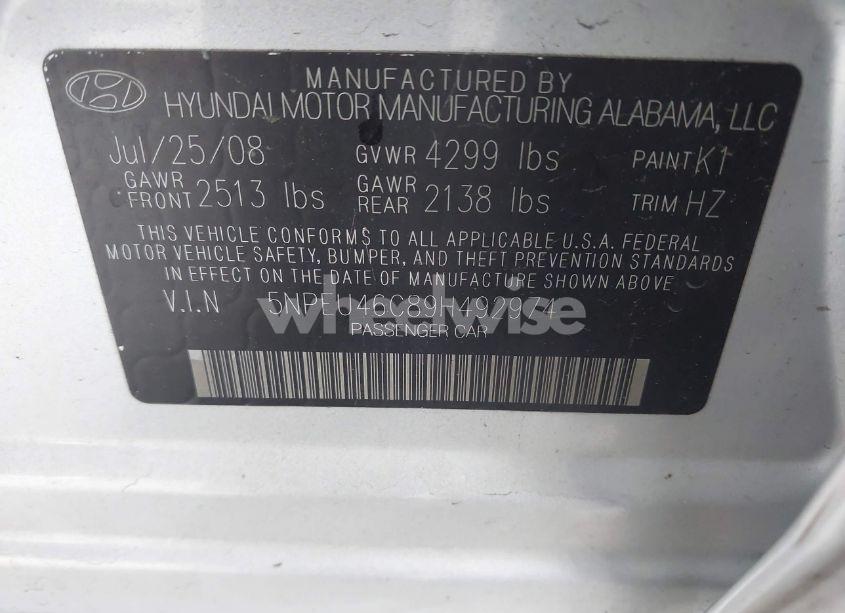 MANUFACTURED BY
HYUNDAI MOTOR MANUFACTURING ALABAMA, LLC
Jul/25/08 GVWR 4299 lbs PAINT K1
GAWR FRONT 2513 lbs GAWR REAR 2138 lbs TRIM HZ
THIS VEHICLE CONFORMS TO ALL APPLICABLE U.S.A. FEDERAL
MOTOR VEHICLE SAFETY, BUMPER, AND THEFT PREVENTION STANDARDS
IN EFFECT ON THE DATE OF MANUFACTURE SHOWN ABOVE
V.I.N
wheelwise
PASSENGER CAR